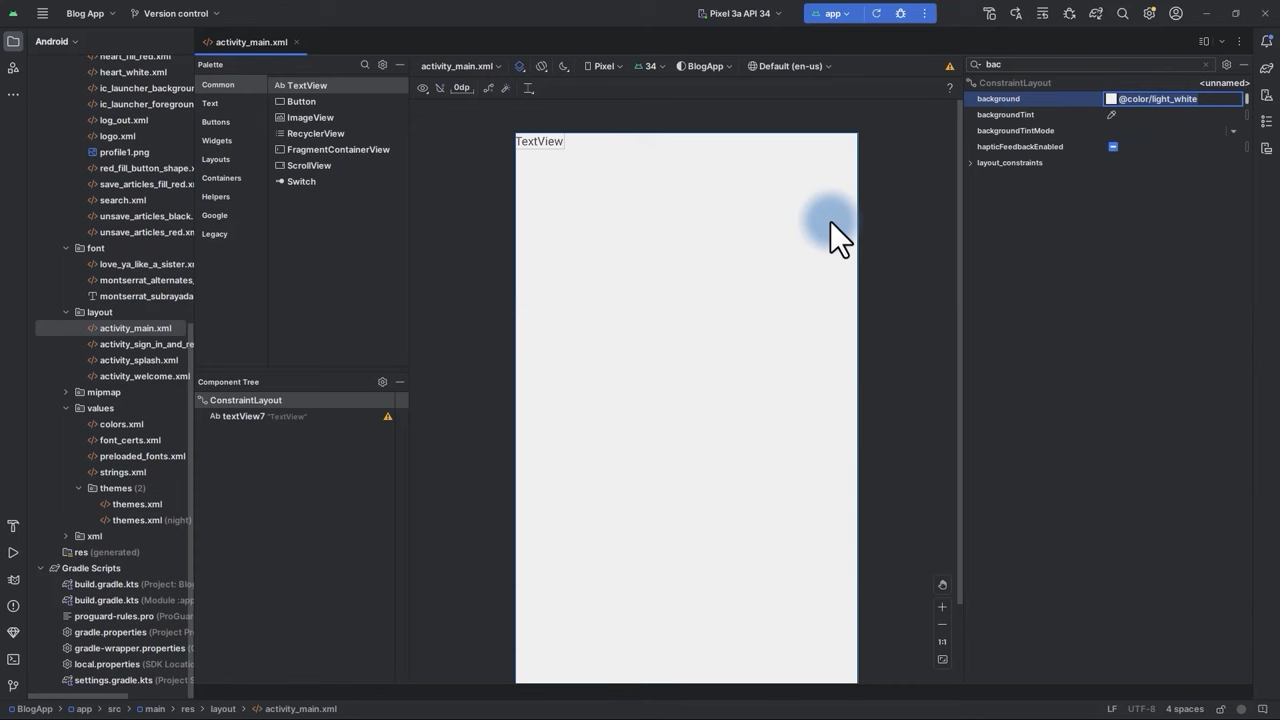 Blog App
Version control
Pixel 3a API 34
app
Android
activity_main.xml
heart_fill_red.xml
heart_white.xml
ic_launcher_backgroun
ic_launcher_foregroun
log_out.xml
logo.xml
profile1.png
red_fill_button_shape.
save_articles_fill_red.x
search.xml
unsave_articles_black.
unsave_articles_red.xm
font
love_ya_like_a_sister.x
montserrat_alternates_
montserrat_subrayada
layout
activity_main.xml
activity_sign_in_and_re
activity_splash.xml
activity_welcome.xml
mipmap
values
colors.xml
font_certs.xml
preloaded_fonts.xml
strings.xml
themes (2)
themes.xml
themes.xml (night)
xml
res (generated)
Gradle Scripts
build.gradle.kts (Project: Blo
build.gradle.kts (Module :app
proguard-rules.pro (ProGuar
gradle.properties (Project Pr
gradle-wrapper.properties (
local.properties (SDK Locatio
settings.gradle.kts (Project S
Palette
Common
Text
Buttons
Widgets
Layouts
Containers
Helpers
Google
Legacy
Ab TextView
Button
ImageView
RecyclerView
FragmentContainerView
ScrollView
Switch
Component Tree
ConstraintLayout
Ab textView7 "TextView"
activity_main.xml
Pixel
34
BlogApp
Default (en-us)
0dp
?
TextView
1:1
bac
ConstraintLayout
<unnamed>
background
@color/light_white
backgroundTint
backgroundTintMode
hapticFeedbackEnabled
layout_constraints
BlogApp > app > src > main > res > layout > activity_main.xml
LF
UTF-8
4 spaces